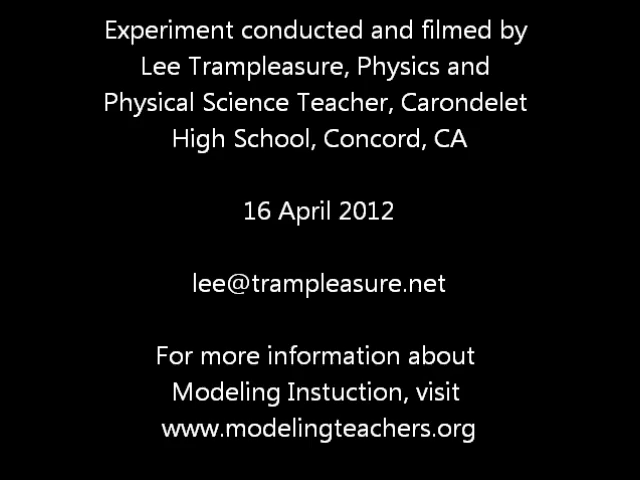 Experiment conducted and filmed by
Lee Trampleasure, Physics and
Physical Science Teacher, Carondelet
High School, Concord, CA
16 April 2012
lee@trampleasure.net
For more information about
Modeling Instuction, visit
www.modelingteachers.org